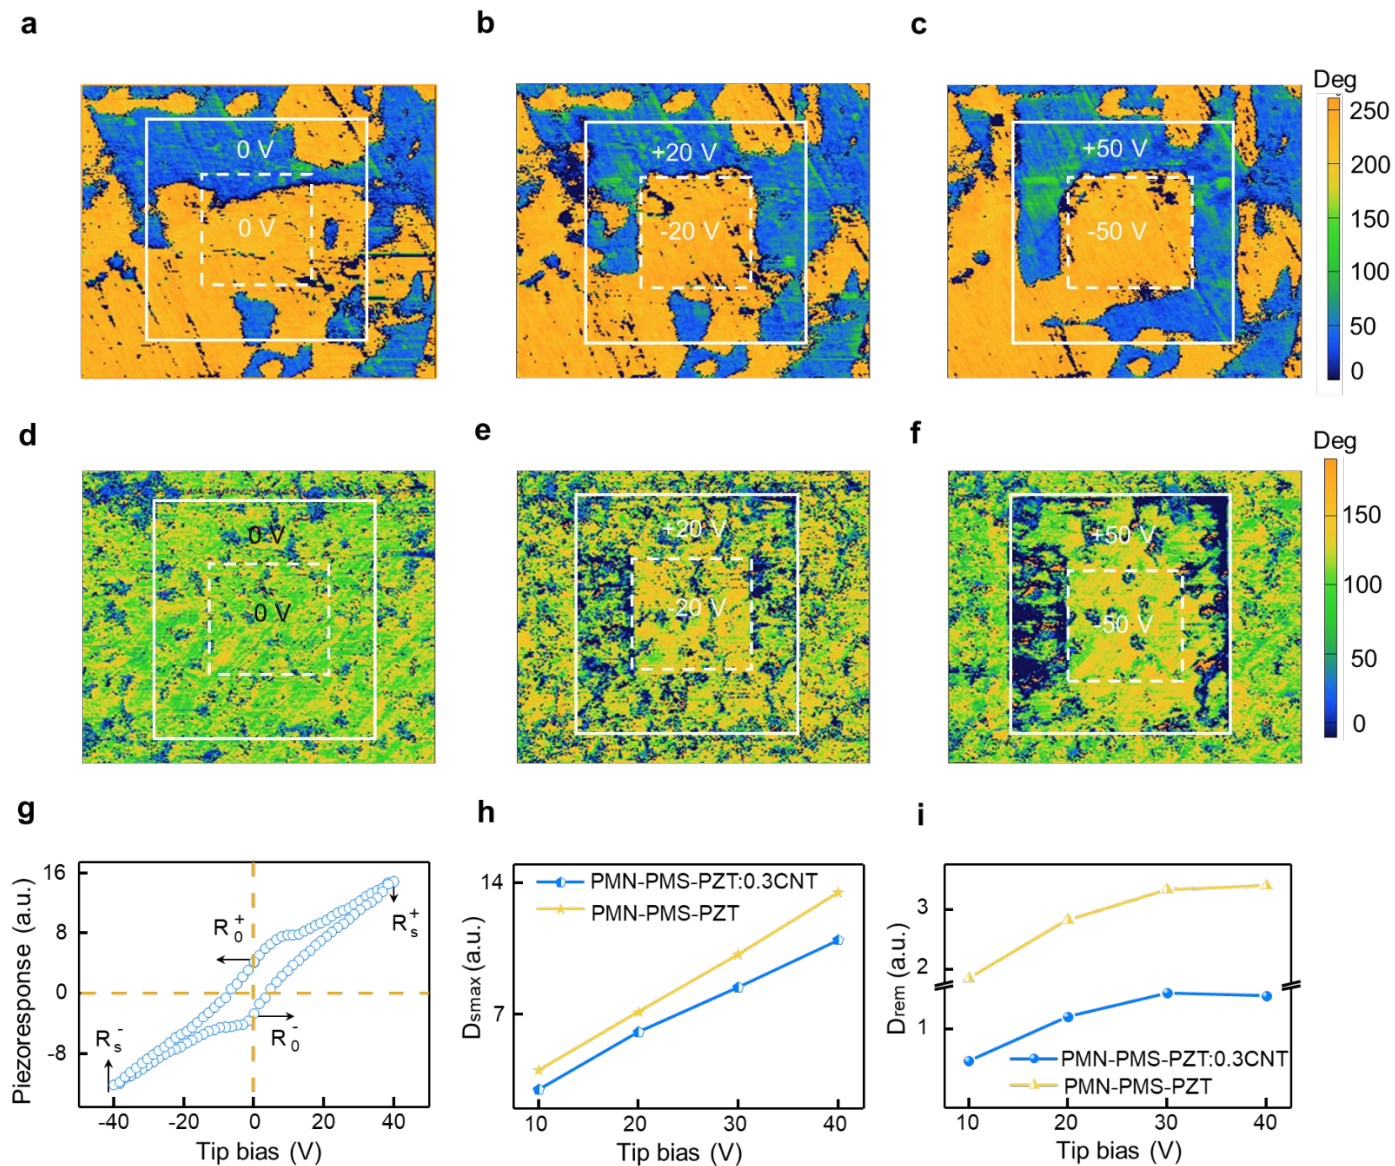 a
b
c
Deg
0 V
0 V
+20 V
-20 V
+50 V
-50 V
250
200
150
100
50
0
d
e
f
Deg
0 V
0 V
+20 V
-20 V
+50 V
-50 V
150
100
50
0
g
h
i
Piezoresponse (a.u.)
16
8
0
-8
R0+
Rs+
Rs-
R0-
-40
-20
0
20
40
Tip bias (V)
Dsmax (a.u.)
14
7
PMN-PMS-PZT:0.3CNT
PMN-PMS-PZT
10
20
30
40
Tip bias (V)
Drem (a.u.)
3
2
1
PMN-PMS-PZT:0.3CNT
PMN-PMS-PZT
10
20
30
40
Tip bias (V)